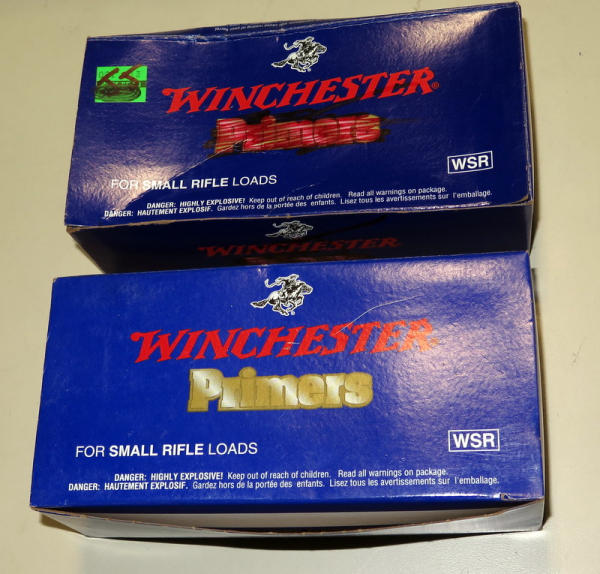 WINCHESTER®
Primers
FOR SMALL RIFLE LOADS
WSR
DANGER: HIGHLY EXPLOSIVE! Keep out of reach of children. Read all warnings on package.
DANGER: HAUTEMENT EXPLOSIF. Gardez hors de la portée des enfants. Lisez tous les avertissements sur l'emballage.
WINCHESTER
WINCHESTER
Primers
FOR SMALL RIFLE LOADS
WSR
DANGER: HIGHLY EXPLOSIVE! Keep out of reach of children. Read all warnings on package.
DANGER: HAUTEMENT EXPLOSIF. Gardez hors de la portée des enfants. Lisez tous les avertissements sur l'emballage.